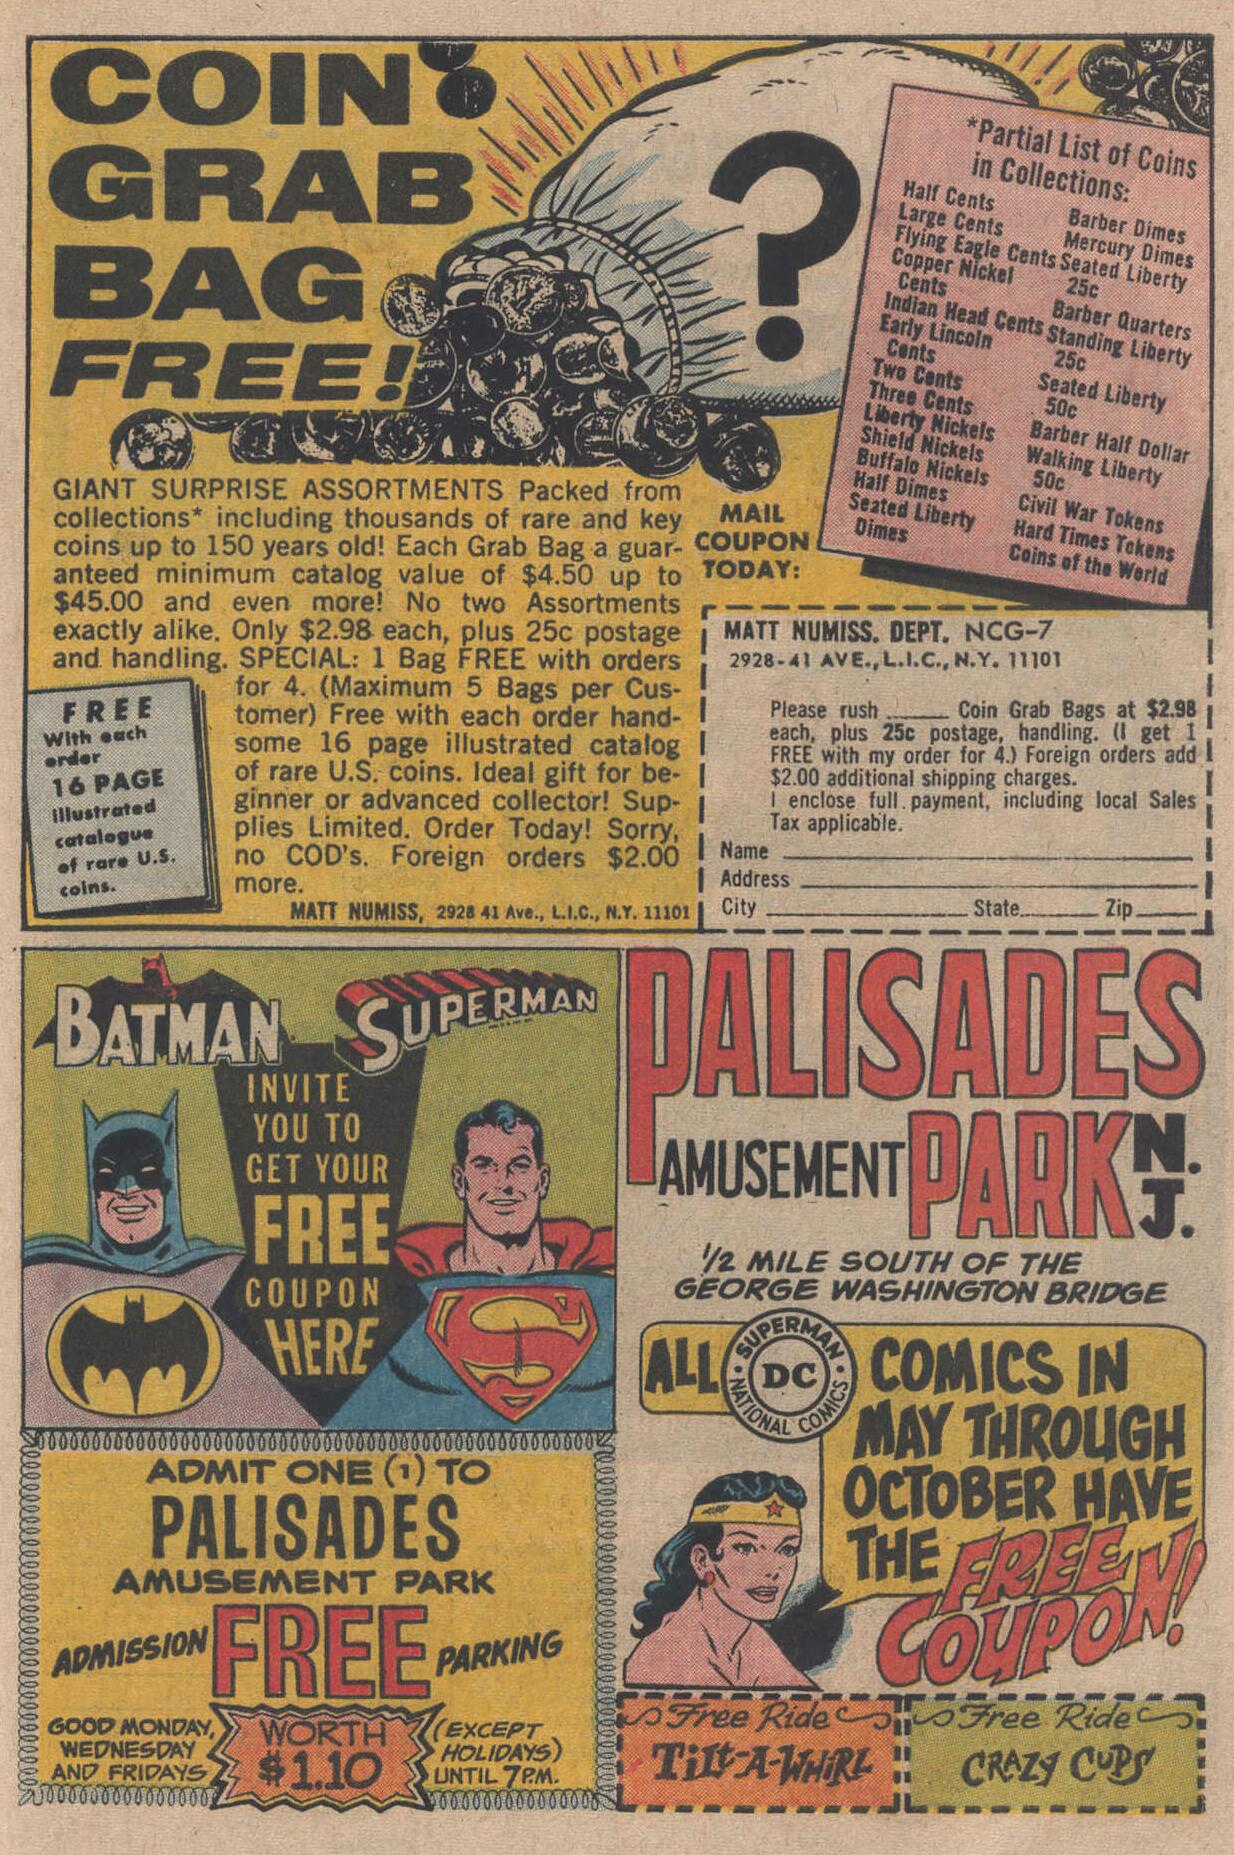 COIN
GRAB
BAG
FREE!
?
*Partial List of Coins
in Collections:
Half Cents
Large Cents
Flying Eagle Cents
Copper Nickel
Cents
Indian Head Cents
Early Lincoln
Cents
Two Cents
Three Cents
Liberty Nickels
Shield Nickels
Buffalo Nickels
Half Dimes
Seated Liberty
Dimes
Barber Dimes
Mercury Dimes
Seated Liberty
25c
Barber Quarters
Standing Liberty
25c
Seated Liberty
50c
Barber Half Dollar
Walking Liberty
50c
Civil War Tokens
Hard Times Tokens
Coins of the World
GIANT SURPRISE ASSORTMENTS Packed from
collections* including thousands of rare and key
coins up to 150 years old! Each Grab Bag a guar-
anteed minimum catalog value of $4.50 up to
$45.00 and even more! No two Assortments
exactly alike. Only $2.98 each, plus 25c postage
and handling. SPECIAL: 1 Bag FREE with orders
for 4. (Maximum 5 Bags per Cus-
tomer) Free with each order hand-
some 16 page illustrated catalog
of rare U.S. coins. Ideal gift for be-
ginner or advanced collector! Sup-
plies Limited. Order Today! Sorry,
no COD's. Foreign orders $2.00
more.
MATT NUMISS, 2928 41 Ave., L.I.C., N.Y. 11101
FREE
With each
order
16 PAGE
illustrated
catalogue
of rare U.S.
coins.
MAIL
COUPON
TODAY:
MATT NUMISS. DEPT. NCG-7
2928-41 AVE., L.I.C., N.Y. 11101
Please rush ______ Coin Grab Bags at $2.98
each, plus 25c postage, handling. (I get 1
FREE with my order for 4.) Foreign orders add
$2.00 additional shipping charges.
I enclose full payment, including local Sales
Tax applicable.
Name
Address
City State Zip
BATMAN SUPERMAN
INVITE
YOU TO
GET YOUR
FREE
COUPON
HERE
S
PALISADES
AMUSEMENT PARK N.J.
1/2 MILE SOUTH OF THE
GEORGE WASHINGTON BRIDGE
ALL SUPERMAN DC NATIONAL COMICS COMICS IN
MAY THROUGH
OCTOBER HAVE
THE FREE
COUPON!
ADMIT ONE (1) TO
PALISADES
AMUSEMENT PARK
ADMISSION FREE PARKING
GOOD MONDAY,
WEDNESDAY
AND FRIDAYS
WORTH
$1.10
(EXCEPT
HOLIDAYS)
UNTIL 7 P.M.
Free Ride
TILT-A-WHIRL
Free Ride
CRAZY CUPS